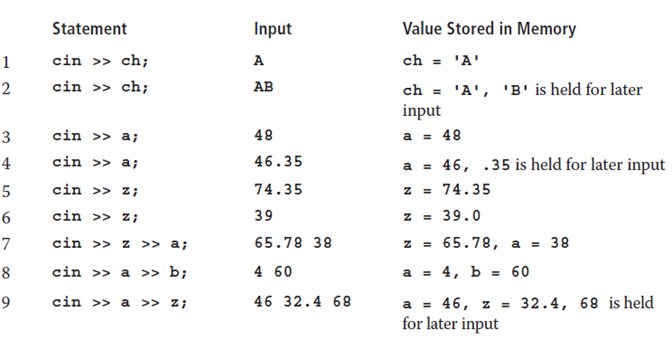 Statement Input Value Stored in Memory
1 cin >> ch; A ch = 'A'
2 cin >> ch; AB ch = 'A', 'B' is held for later
input
3 cin >> a; 48 a = 48
4 cin >> a; 46.35 a = 46, .35 is held for later input
5 cin >> z; 74.35 z = 74.35
6 cin >> z; 39 z = 39.0
7 cin >> z >> a; 65.78 38 z = 65.78, a = 38
8 cin >> a >> b; 4 60 a = 4, b = 60
9 cin >> a >> z; 46 32.4 68 a = 46, z = 32.4, 68 is held
for later input